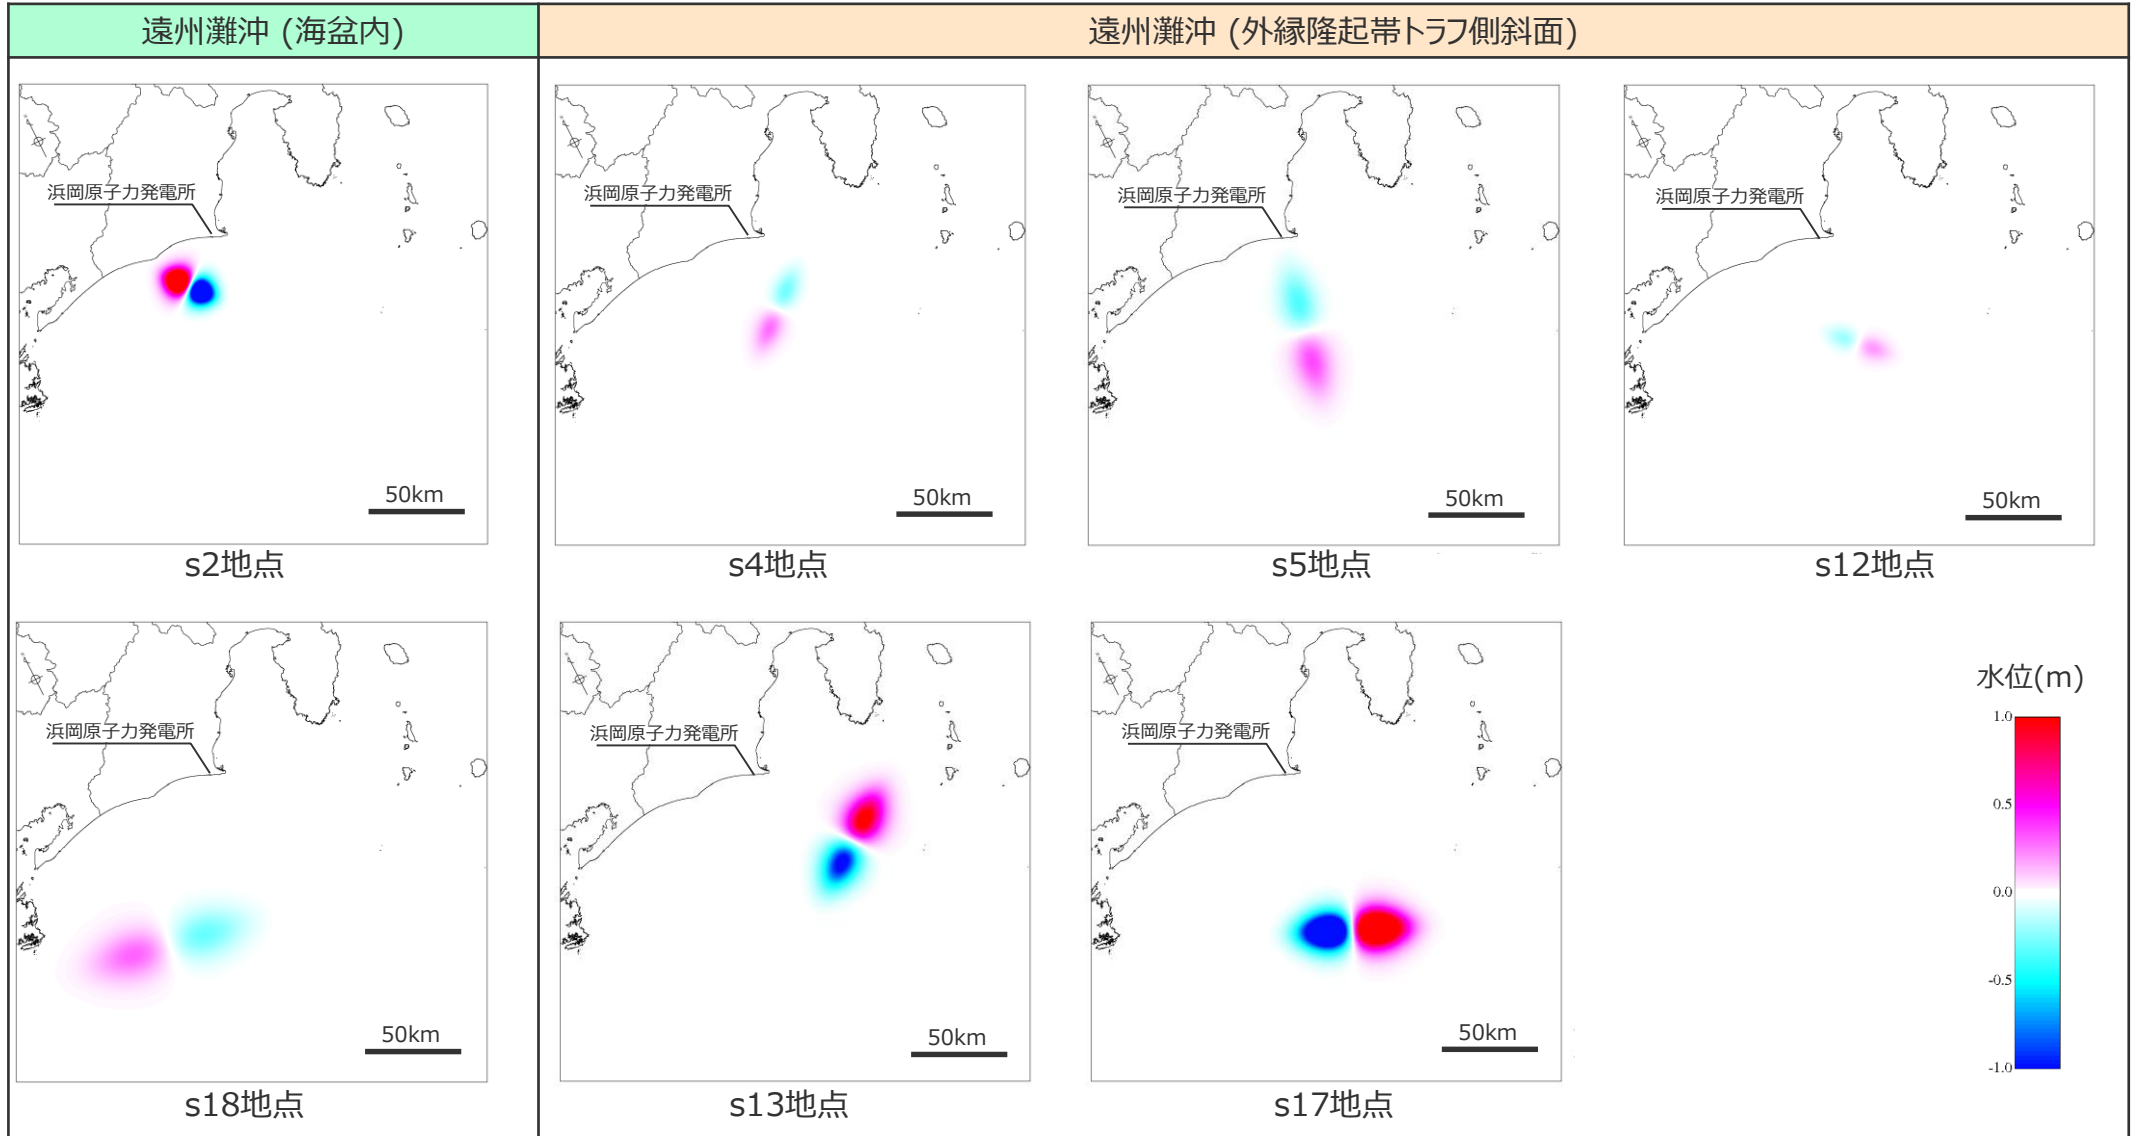 遠州灘沖 (海盆内)
遠州灘沖 (外縁隆起帯トラフ側斜面)
浜岡原子力発電所
50km
s2地点
浜岡原子力発電所
50km
s4地点
浜岡原子力発電所
50km
s5地点
浜岡原子力発電所
50km
s12地点
浜岡原子力発電所
50km
s18地点
浜岡原子力発電所
50km
s13地点
浜岡原子力発電所
50km
s17地点
水位(m)
1.0
0.5
0.0
-0.5
-1.0